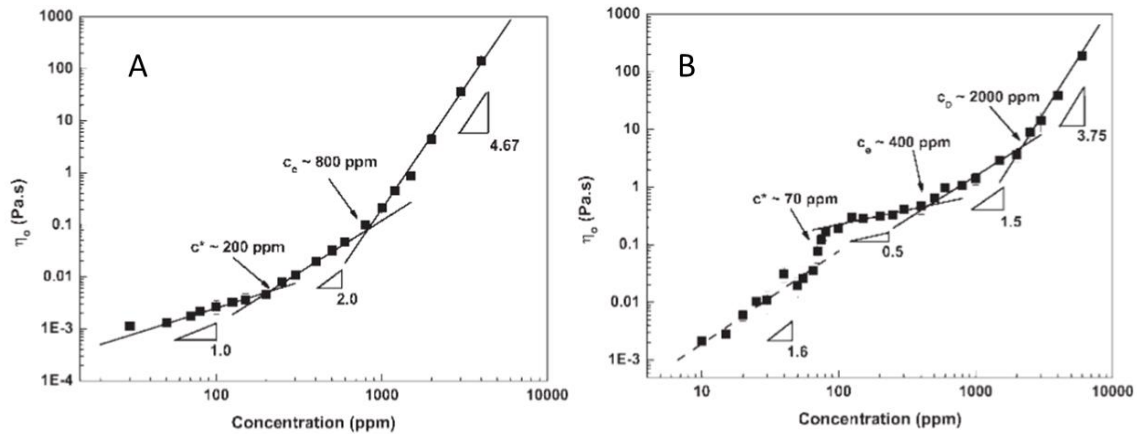 A
1000
100
10
1
0.1
0.01
1E-3
1E-4
η₀ (Pa.s)
c* ~ 200 ppm
cₑ ~ 800 ppm
1.0
2.0
4.67
100
1000
10000
Concentration (ppm)
B
1000
100
10
1
0.1
0.01
1E-3
η₀ (Pa.s)
c* ~ 70 ppm
cₑ ~ 400 ppm
c_D ~ 2000 ppm
1.6
0.5
1.5
3.75
10
100
1000
10000
Concentration (ppm)